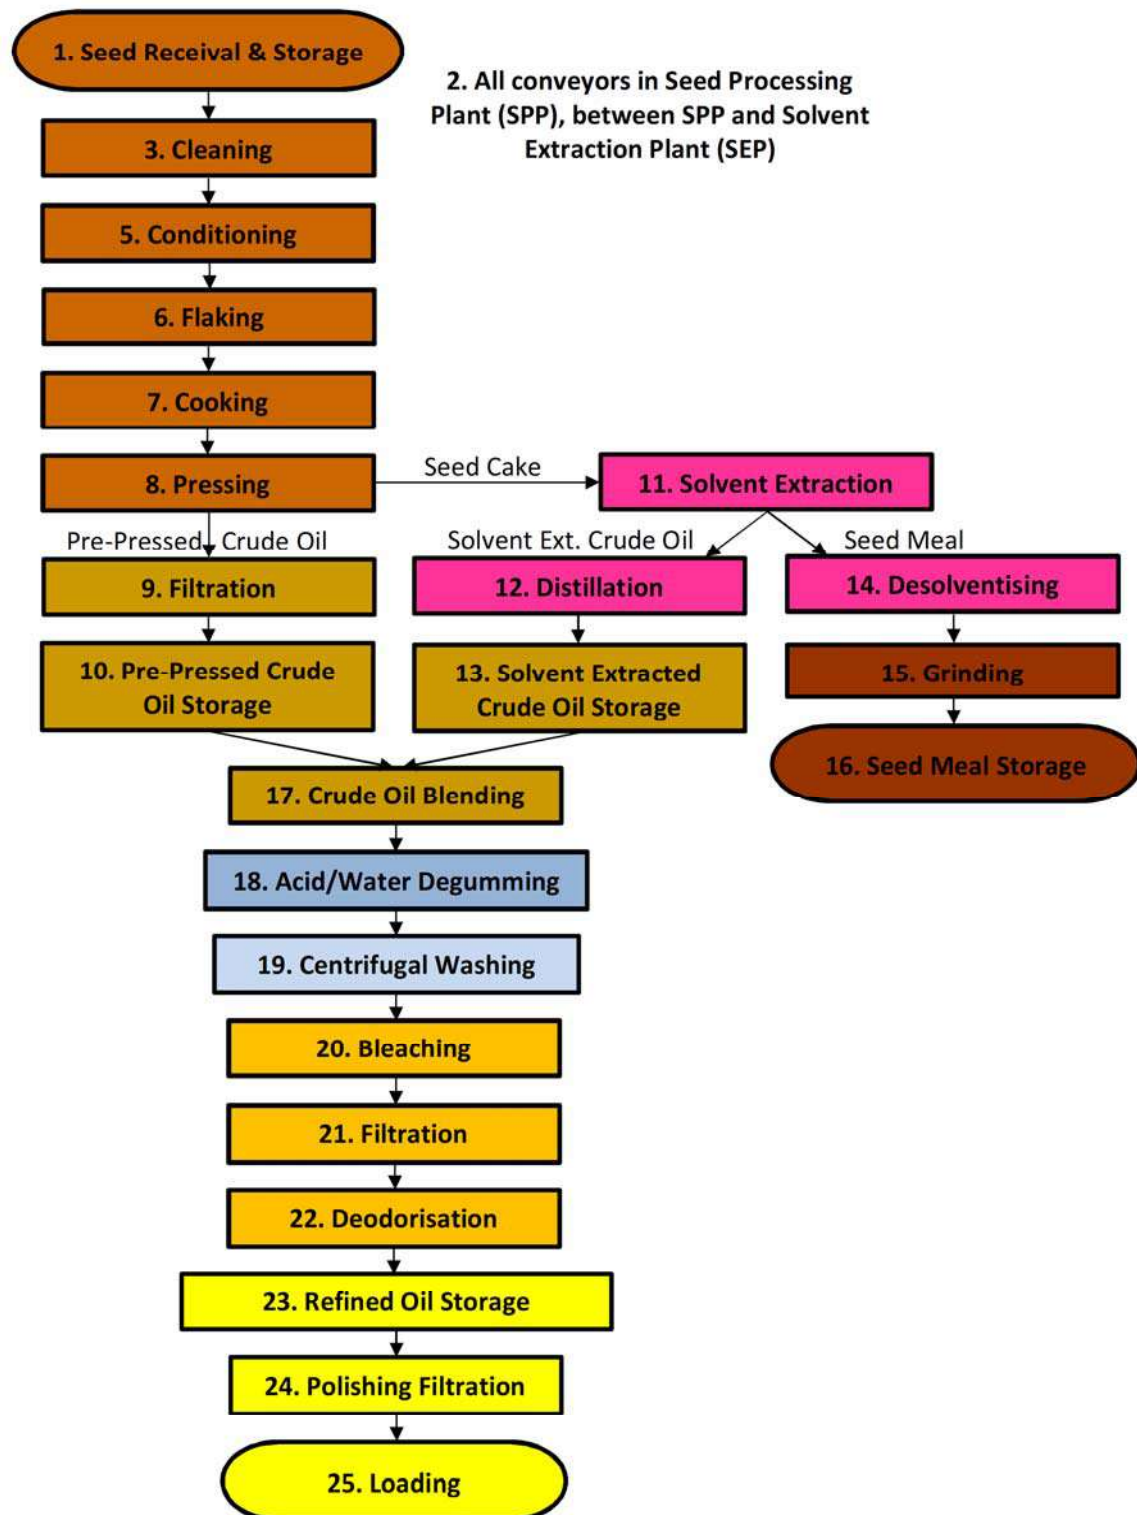 1. Seed Receival & Storage
2. All conveyors in Seed Processing
Plant (SPP), between SPP and Solvent
Extraction Plant (SEP)
3. Cleaning
5. Conditioning
6. Flaking
7. Cooking
8. Pressing
Seed Cake
11. Solvent Extraction
Pre-Pressed Crude Oil
Solvent Ext. Crude Oil
Seed Meal
9. Filtration
12. Distillation
14. Desolventising
10. Pre-Pressed Crude
Oil Storage
13. Solvent Extracted
Crude Oil Storage
15. Grinding
16. Seed Meal Storage
17. Crude Oil Blending
18. Acid/Water Degumming
19. Centrifugal Washing
20. Bleaching
21. Filtration
22. Deodorisation
23. Refined Oil Storage
24. Polishing Filtration
25. Loading